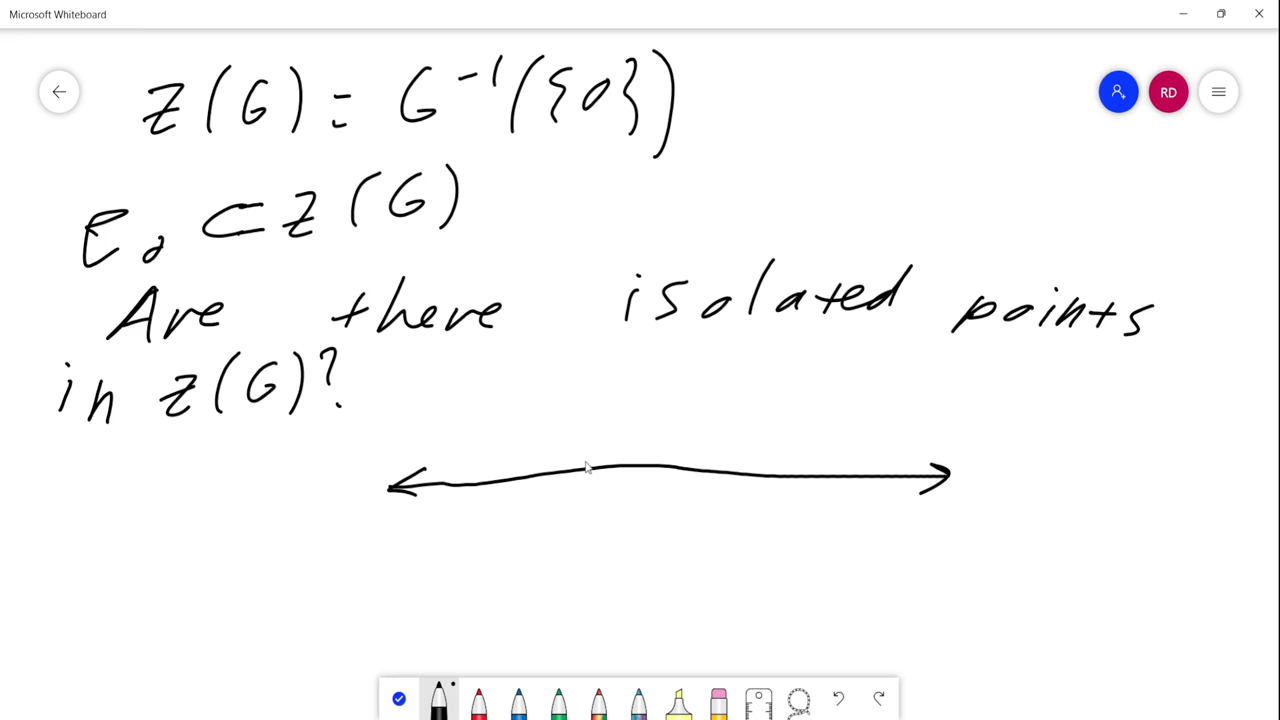 Microsoft Whiteboard
RD
Z(G) = G⁻¹({0})
E₀ ⊂ Z(G)
Are there isolated points
in Z(G)?